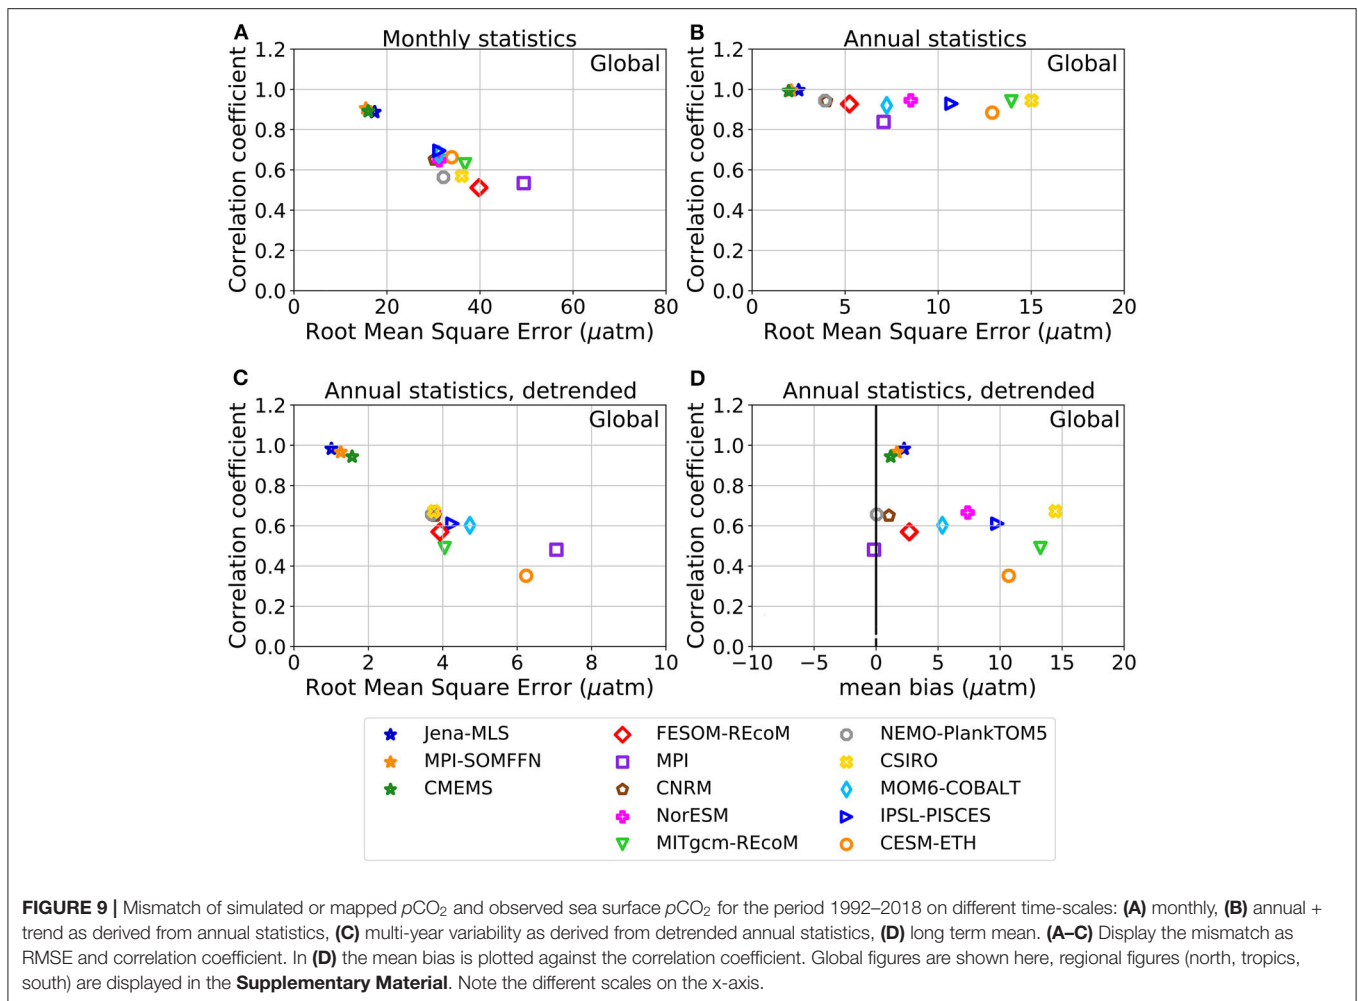 A
Monthly statistics
Global
1.2
1.0
0.8
0.6
0.4
0.2
0.0
Correlation coefficient
0 20 40 60 80
Root Mean Square Error (μatm)
B
Annual statistics
Global
1.2
1.0
0.8
0.6
0.4
0.2
0.0
Correlation coefficient
0 5 10 15 20
Root Mean Square Error (μatm)
C
Annual statistics, detrended
Global
1.2
1.0
0.8
0.6
0.4
0.2
0.0
Correlation coefficient
0 2 4 6 8 10
Root Mean Square Error (μatm)
D
Annual statistics, detrended
Global
1.2
1.0
0.8
0.6
0.4
0.2
0.0
Correlation coefficient
−10 −5 0 5 10 15 20
mean bias (μatm)
Jena-MLS
MPI-SOMFFN
CMEMS
FESOM-REcoM
MPI
CNRM
NorESM
MITgcm-REcoM
NEMO-PlankTOM5
CSIRO
MOM6-COBALT
IPSL-PISCES
CESM-ETH
FIGURE 9 | Mismatch of simulated or mapped pCO₂ and observed sea surface pCO₂ for the period 1992–2018 on different time-scales: (A) monthly, (B) annual +
trend as derived from annual statistics, (C) multi-year variability as derived from detrended annual statistics, (D) long term mean. (A–C) Display the mismatch as
RMSE and correlation coefficient. In (D) the mean bias is plotted against the correlation coefficient. Global figures are shown here, regional figures (north, tropics,
south) are displayed in the Supplementary Material. Note the different scales on the x-axis.